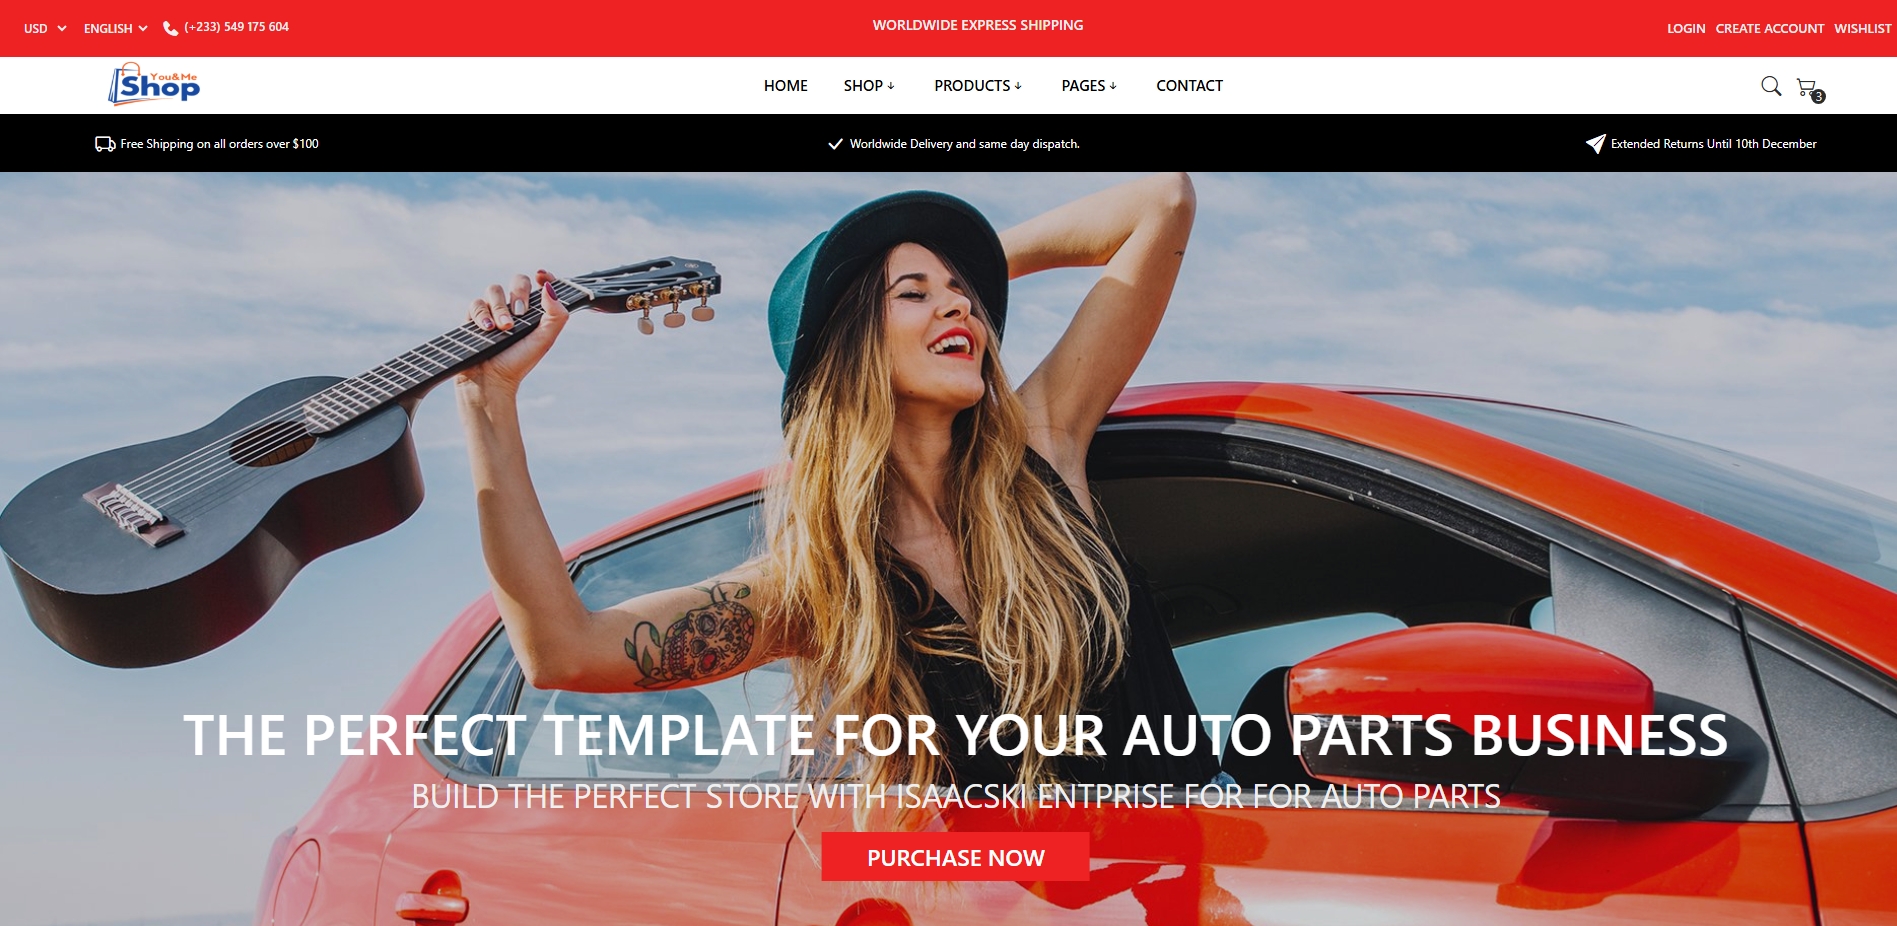 USD ENGLISH (+233) 549 175 604 WORLDWIDE EXPRESS SHIPPING LOGIN CREATE ACCOUNT WISHLIST
You&Me
Shop
HOME SHOP PRODUCTS PAGES CONTACT
3
Free Shipping on all orders over $100 Worldwide Delivery and same day dispatch. Extended Returns Until 10th December
THE PERFECT TEMPLATE FOR YOUR AUTO PARTS BUSINESS
BUILD THE PERFECT STORE WITH ISAACSKI ENTPRISE FOR FOR AUTO PARTS
PURCHASE NOW